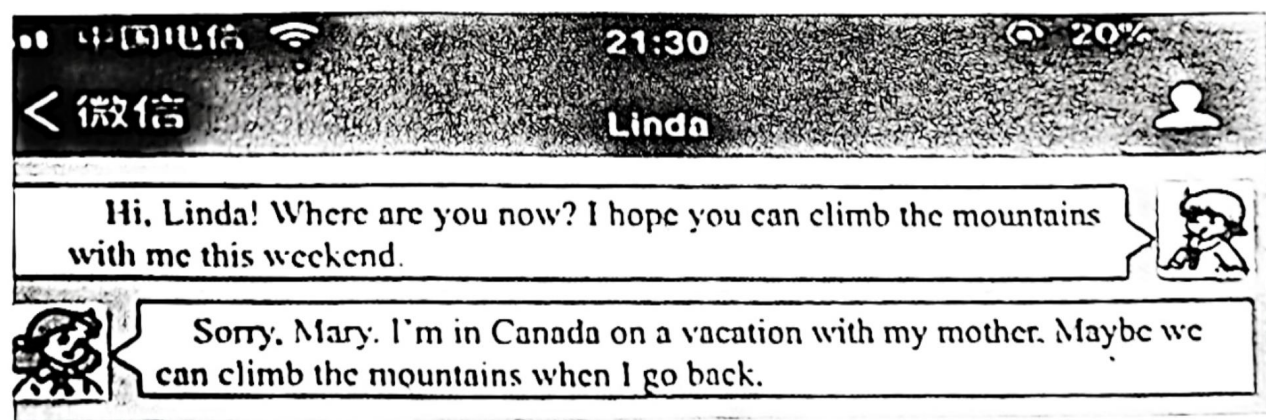 中国电信 21:30 20%
< 微信 Linda
Hi, Linda! Where are you now? I hope you can climb the mountains
with me this weekend.
Sorry, Mary. I'm in Canada on a vacation with my mother. Maybe we
can climb the mountains when I go back.